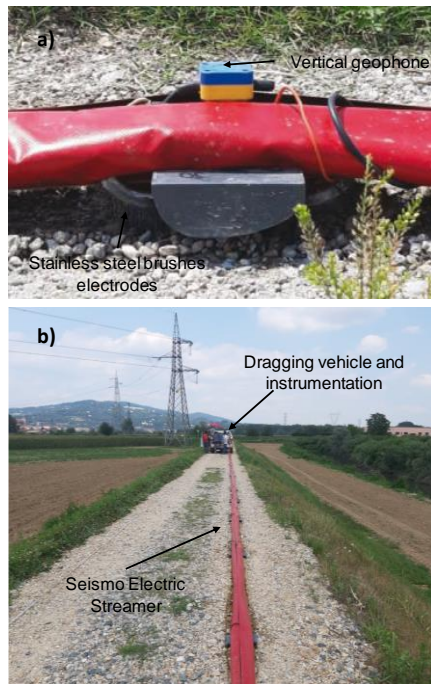 a)
Vertical geophone
Stainless steel brushes
electrodes
b)
Dragging vehicle and
instrumentation
Seismo Electric
Streamer